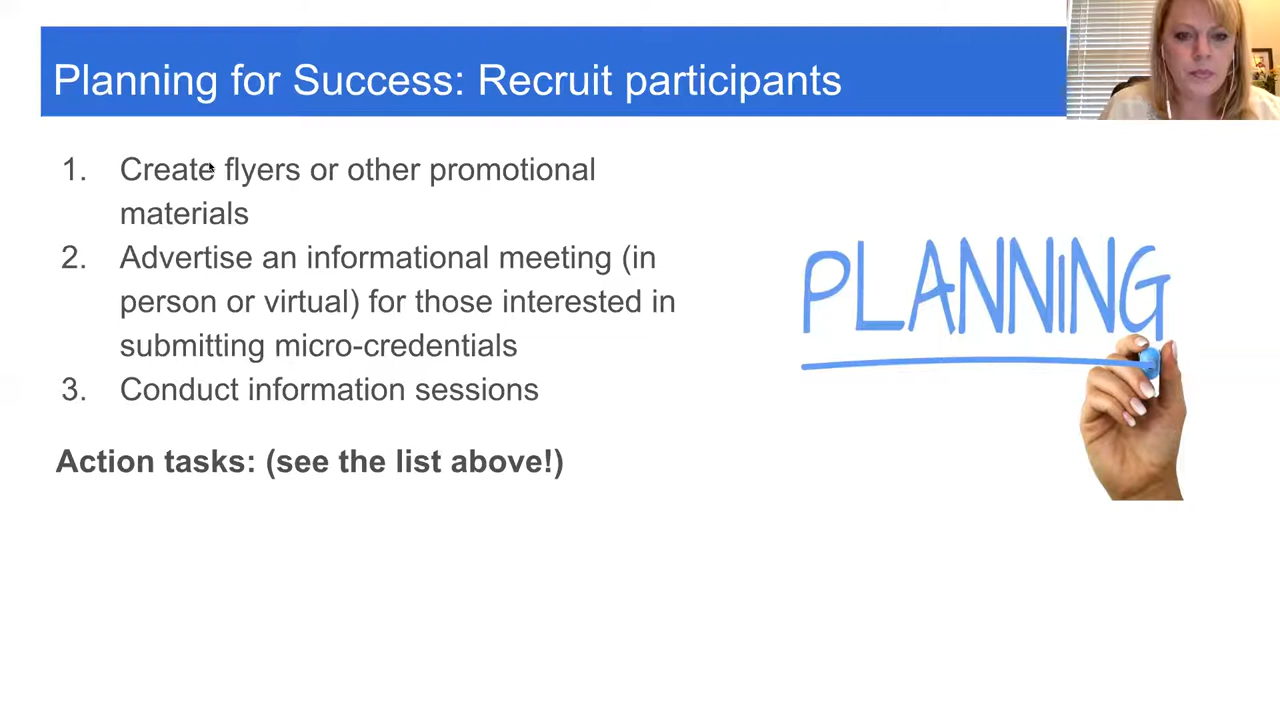 Planning for Success: Recruit participants
1. Create flyers or other promotional
materials
2. Advertise an informational meeting (in
person or virtual) for those interested in
submitting micro-credentials
3. Conduct information sessions
Action tasks: (see the list above!)
PLANNING